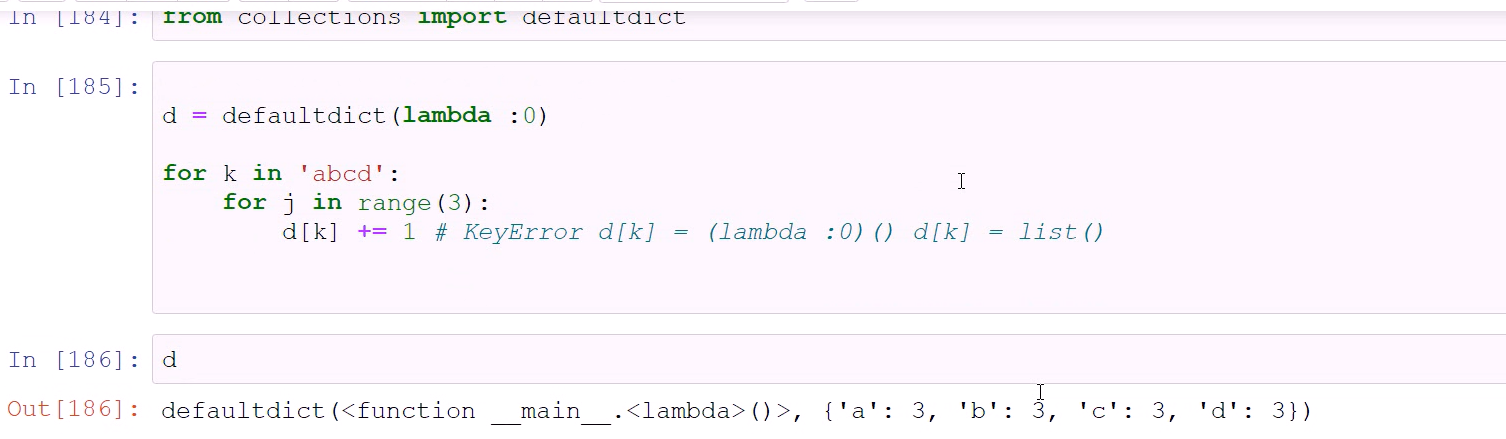 In [184]: from collections import defaultdict
In [185]:
d = defaultdict(lambda :0)
for k in 'abcd':
for j in range(3):
d[k] += 1 # KeyError d[k] = (lambda :0)() d[k] = list()
In [186]: d
Out[186]: defaultdict(<function __main__.<lambda>()>, {'a': 3, 'b': 3, 'c': 3, 'd': 3})